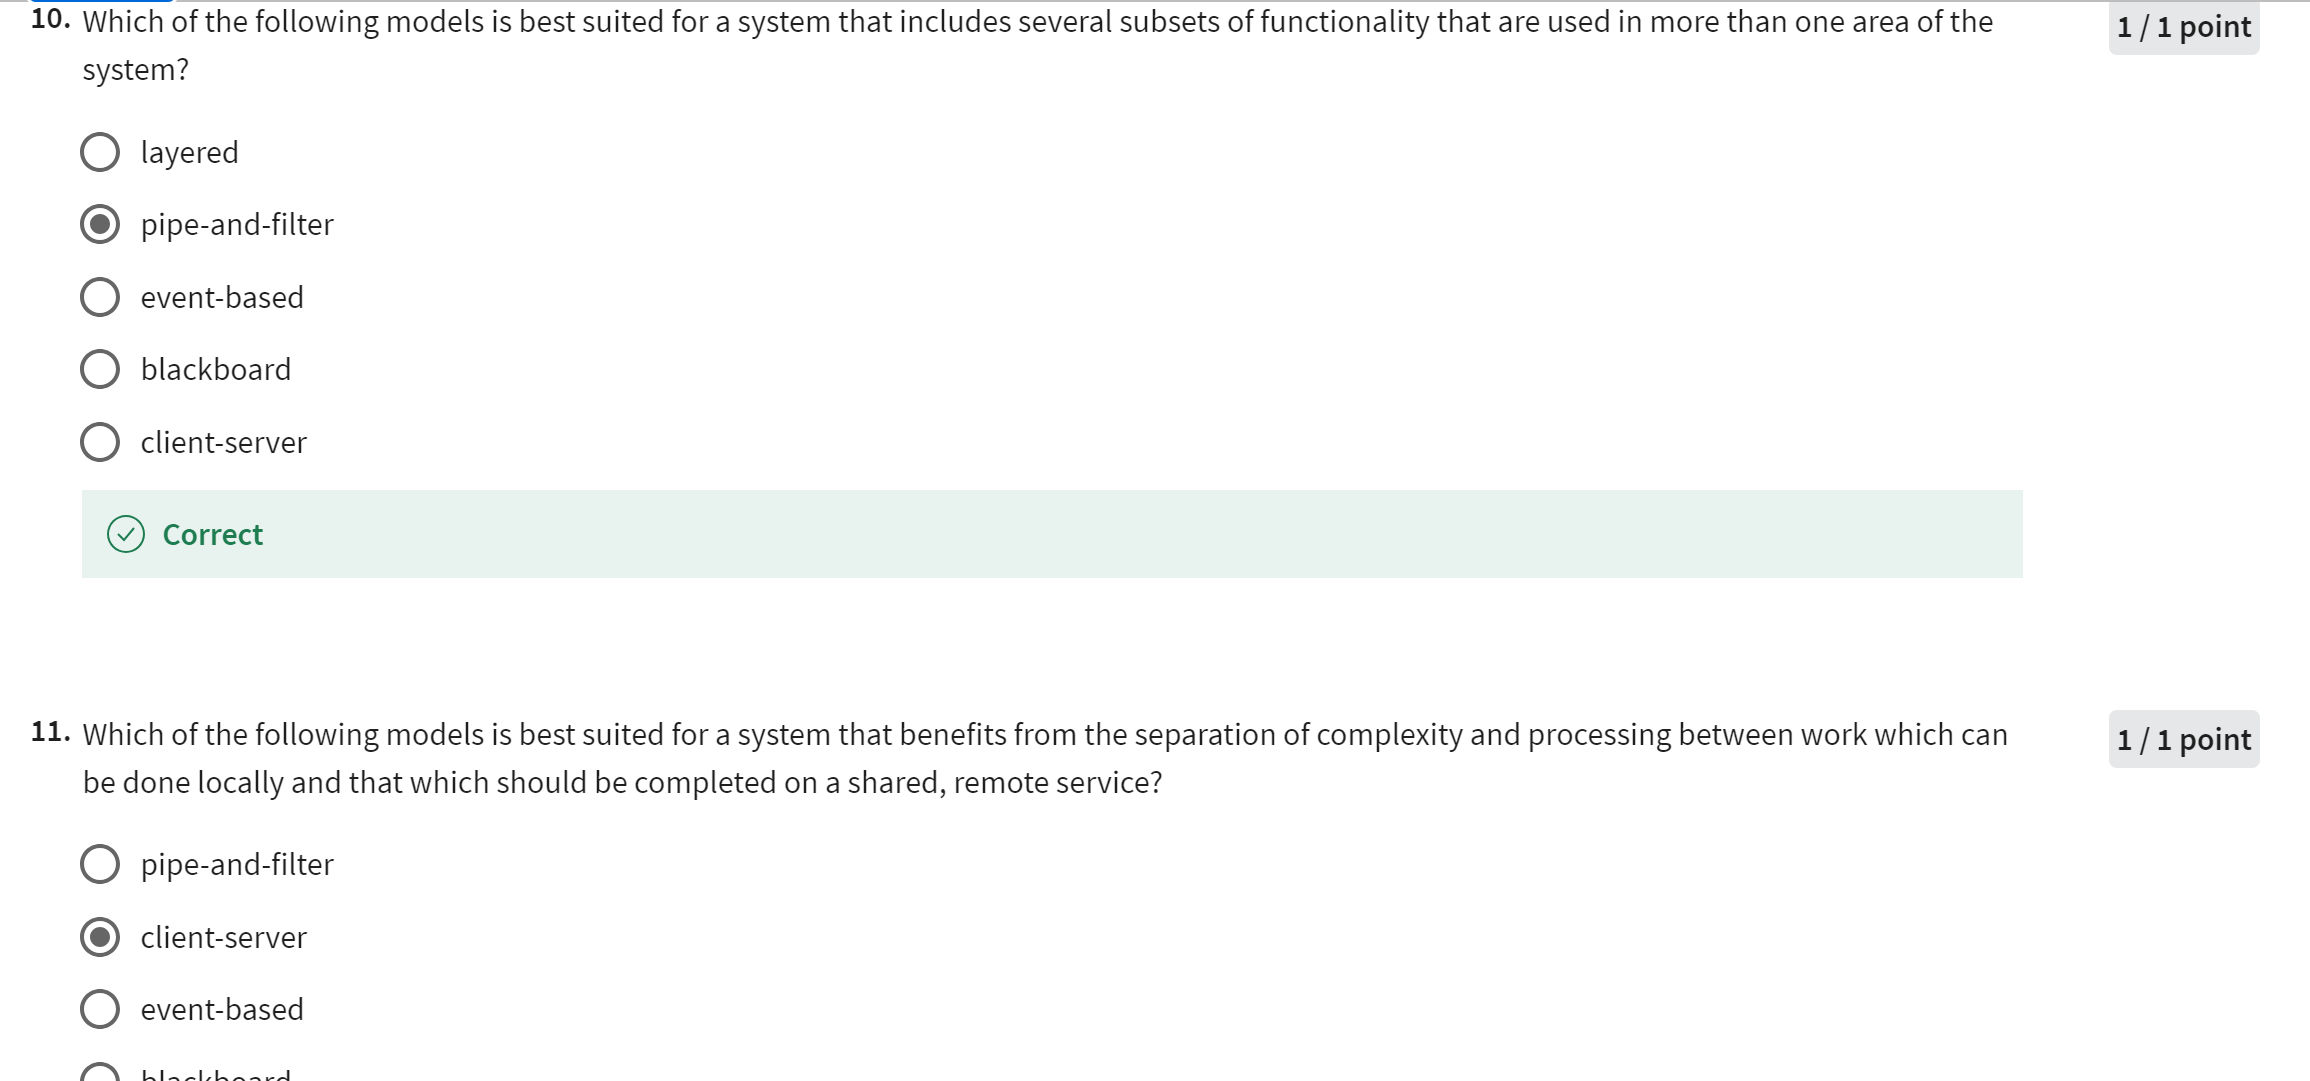 10. Which of the following models is best suited for a system that includes several subsets of functionality that are used in more than one area of the
system?
1 / 1 point
layered
pipe-and-filter
event-based
blackboard
client-server
Correct
11. Which of the following models is best suited for a system that benefits from the separation of complexity and processing between work which can
be done locally and that which should be completed on a shared, remote service?
1 / 1 point
pipe-and-filter
client-server
event-based
blackboard